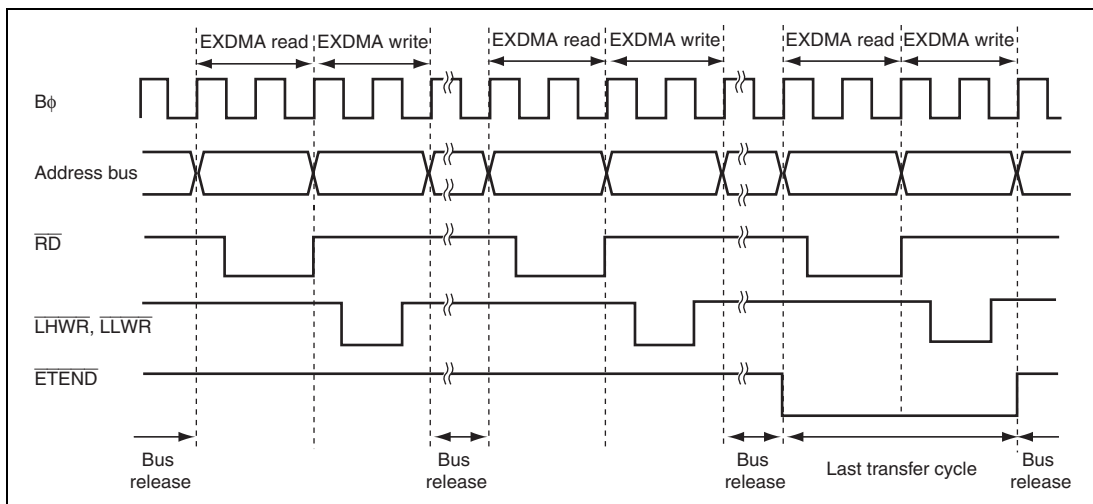 EXDMA read EXDMA write EXDMA read EXDMA write EXDMA read EXDMA write
Bϕ
Address bus
RD
LHWR, LLWR
ETEND
Bus release Bus release Bus release Last transfer cycle Bus release